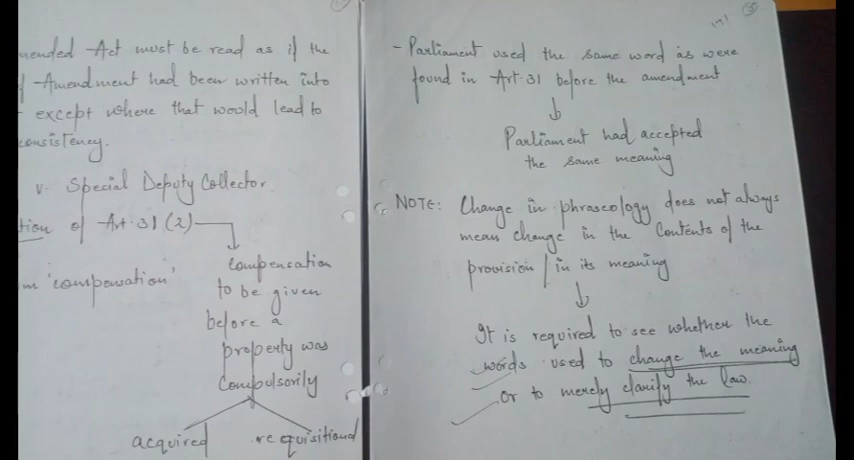 mended Act must be read as if the
Amendment had been written into
except where that would lead to
consistency.
v. Special Deputy Collector.
tion of Art. 31 (2)
m 'compensation'
Compensation
to be given
before a
property was
Compulsorily
acquired requisitioned
- Parliament used the same word as were
found in Art. 31 before the amendment
Parliament had accepted
the same meaning
NOTE: Change in phraseology does not always
mean change in the Contents of the
provision / in its meaning
It is required to see whether the
words used to change the meaning
or to merely clarify the law.